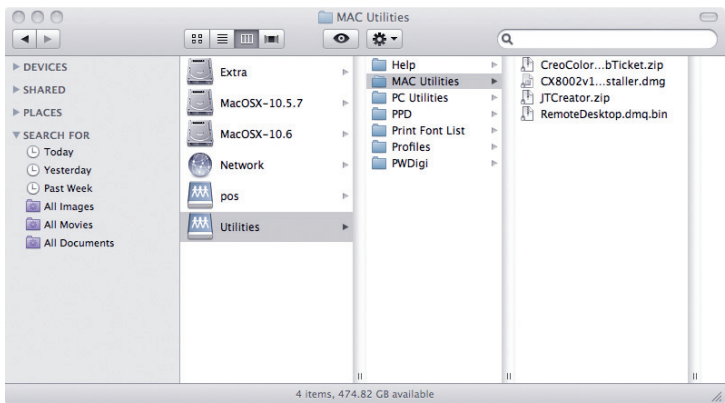 MAC Utilities
DEVICES
SHARED
PLACES
SEARCH FOR
Today
Yesterday
Past Week
All Images
All Movies
All Documents
Extra
MacOSX-10.5.7
MacOSX-10.6
Network
pos
Utilities
Help
MAC Utilities
PC Utilities
PPD
Print Font List
Profiles
PWDigi
CreoColor...bTicket.zip
CX8002v1...staller.dmg
JTCreator.zip
RemoteDesktop.dmq.bin
4 items, 474.82 GB available